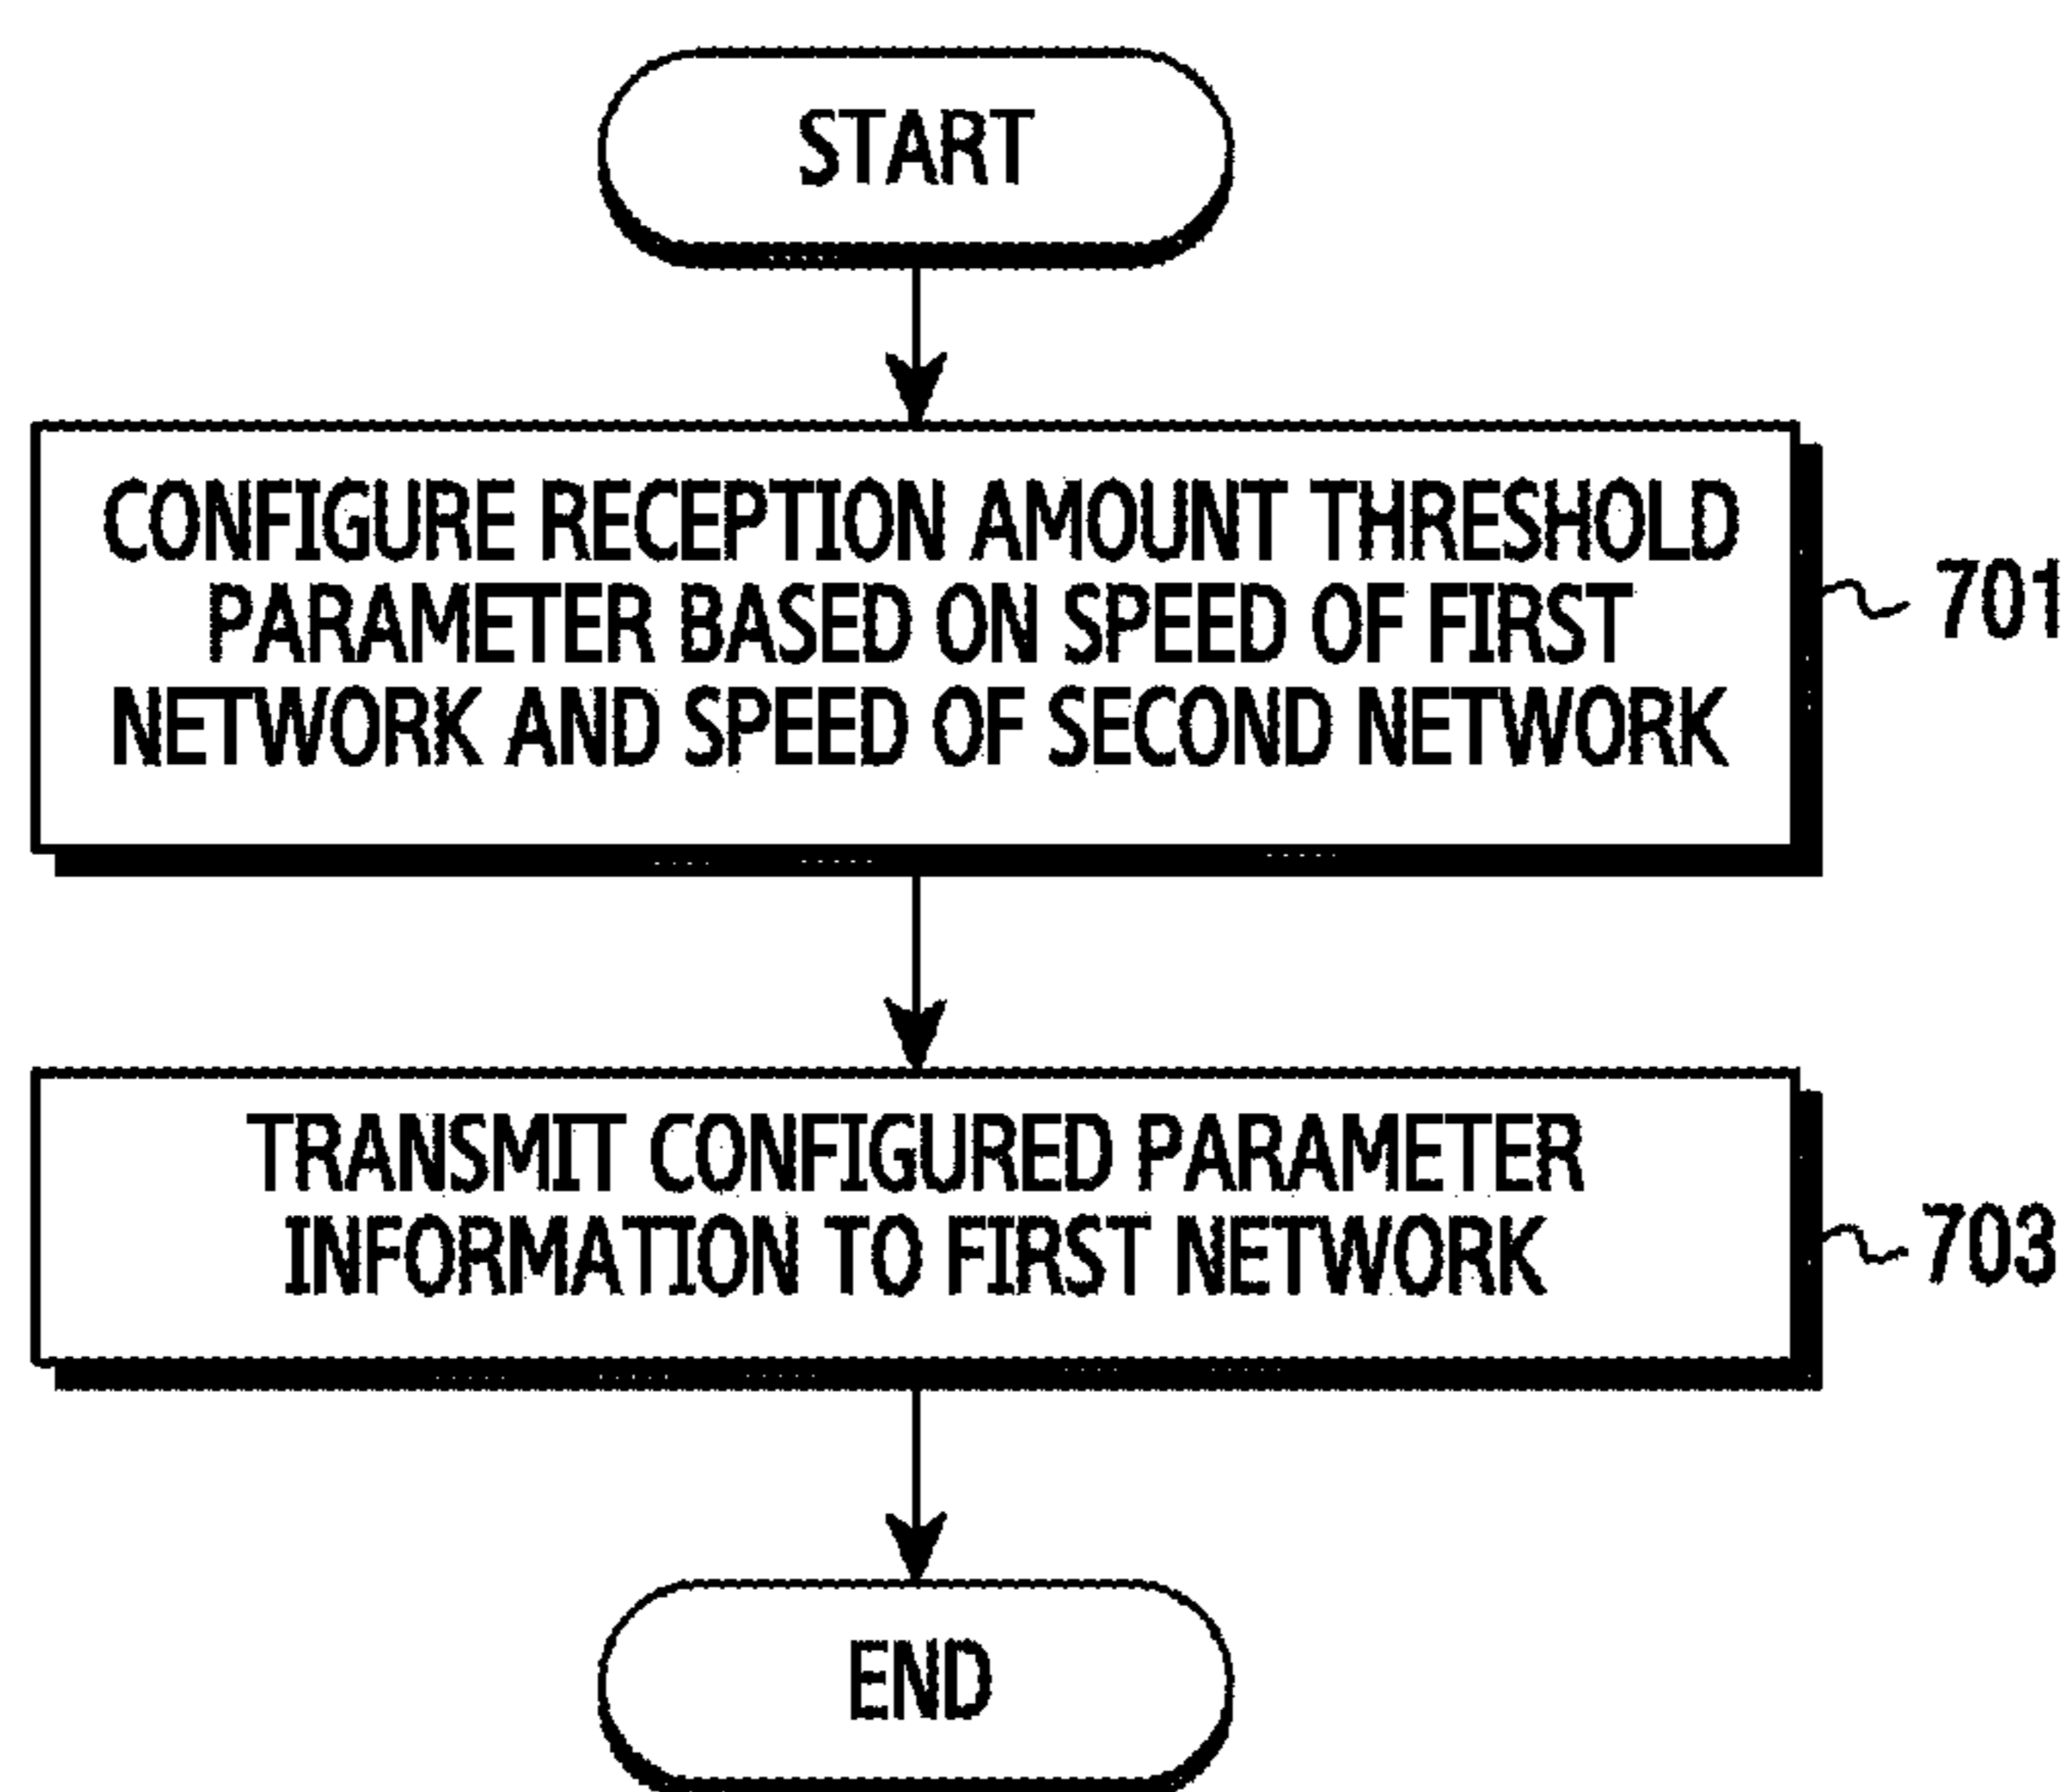 START
CONFIGURE RECEPTION AMOUNT THRESHOLD
PARAMETER BASED ON SPEED OF FIRST
NETWORK AND SPEED OF SECOND NETWORK
701
TRANSMIT CONFIGURED PARAMETER
INFORMATION TO FIRST NETWORK
703
END